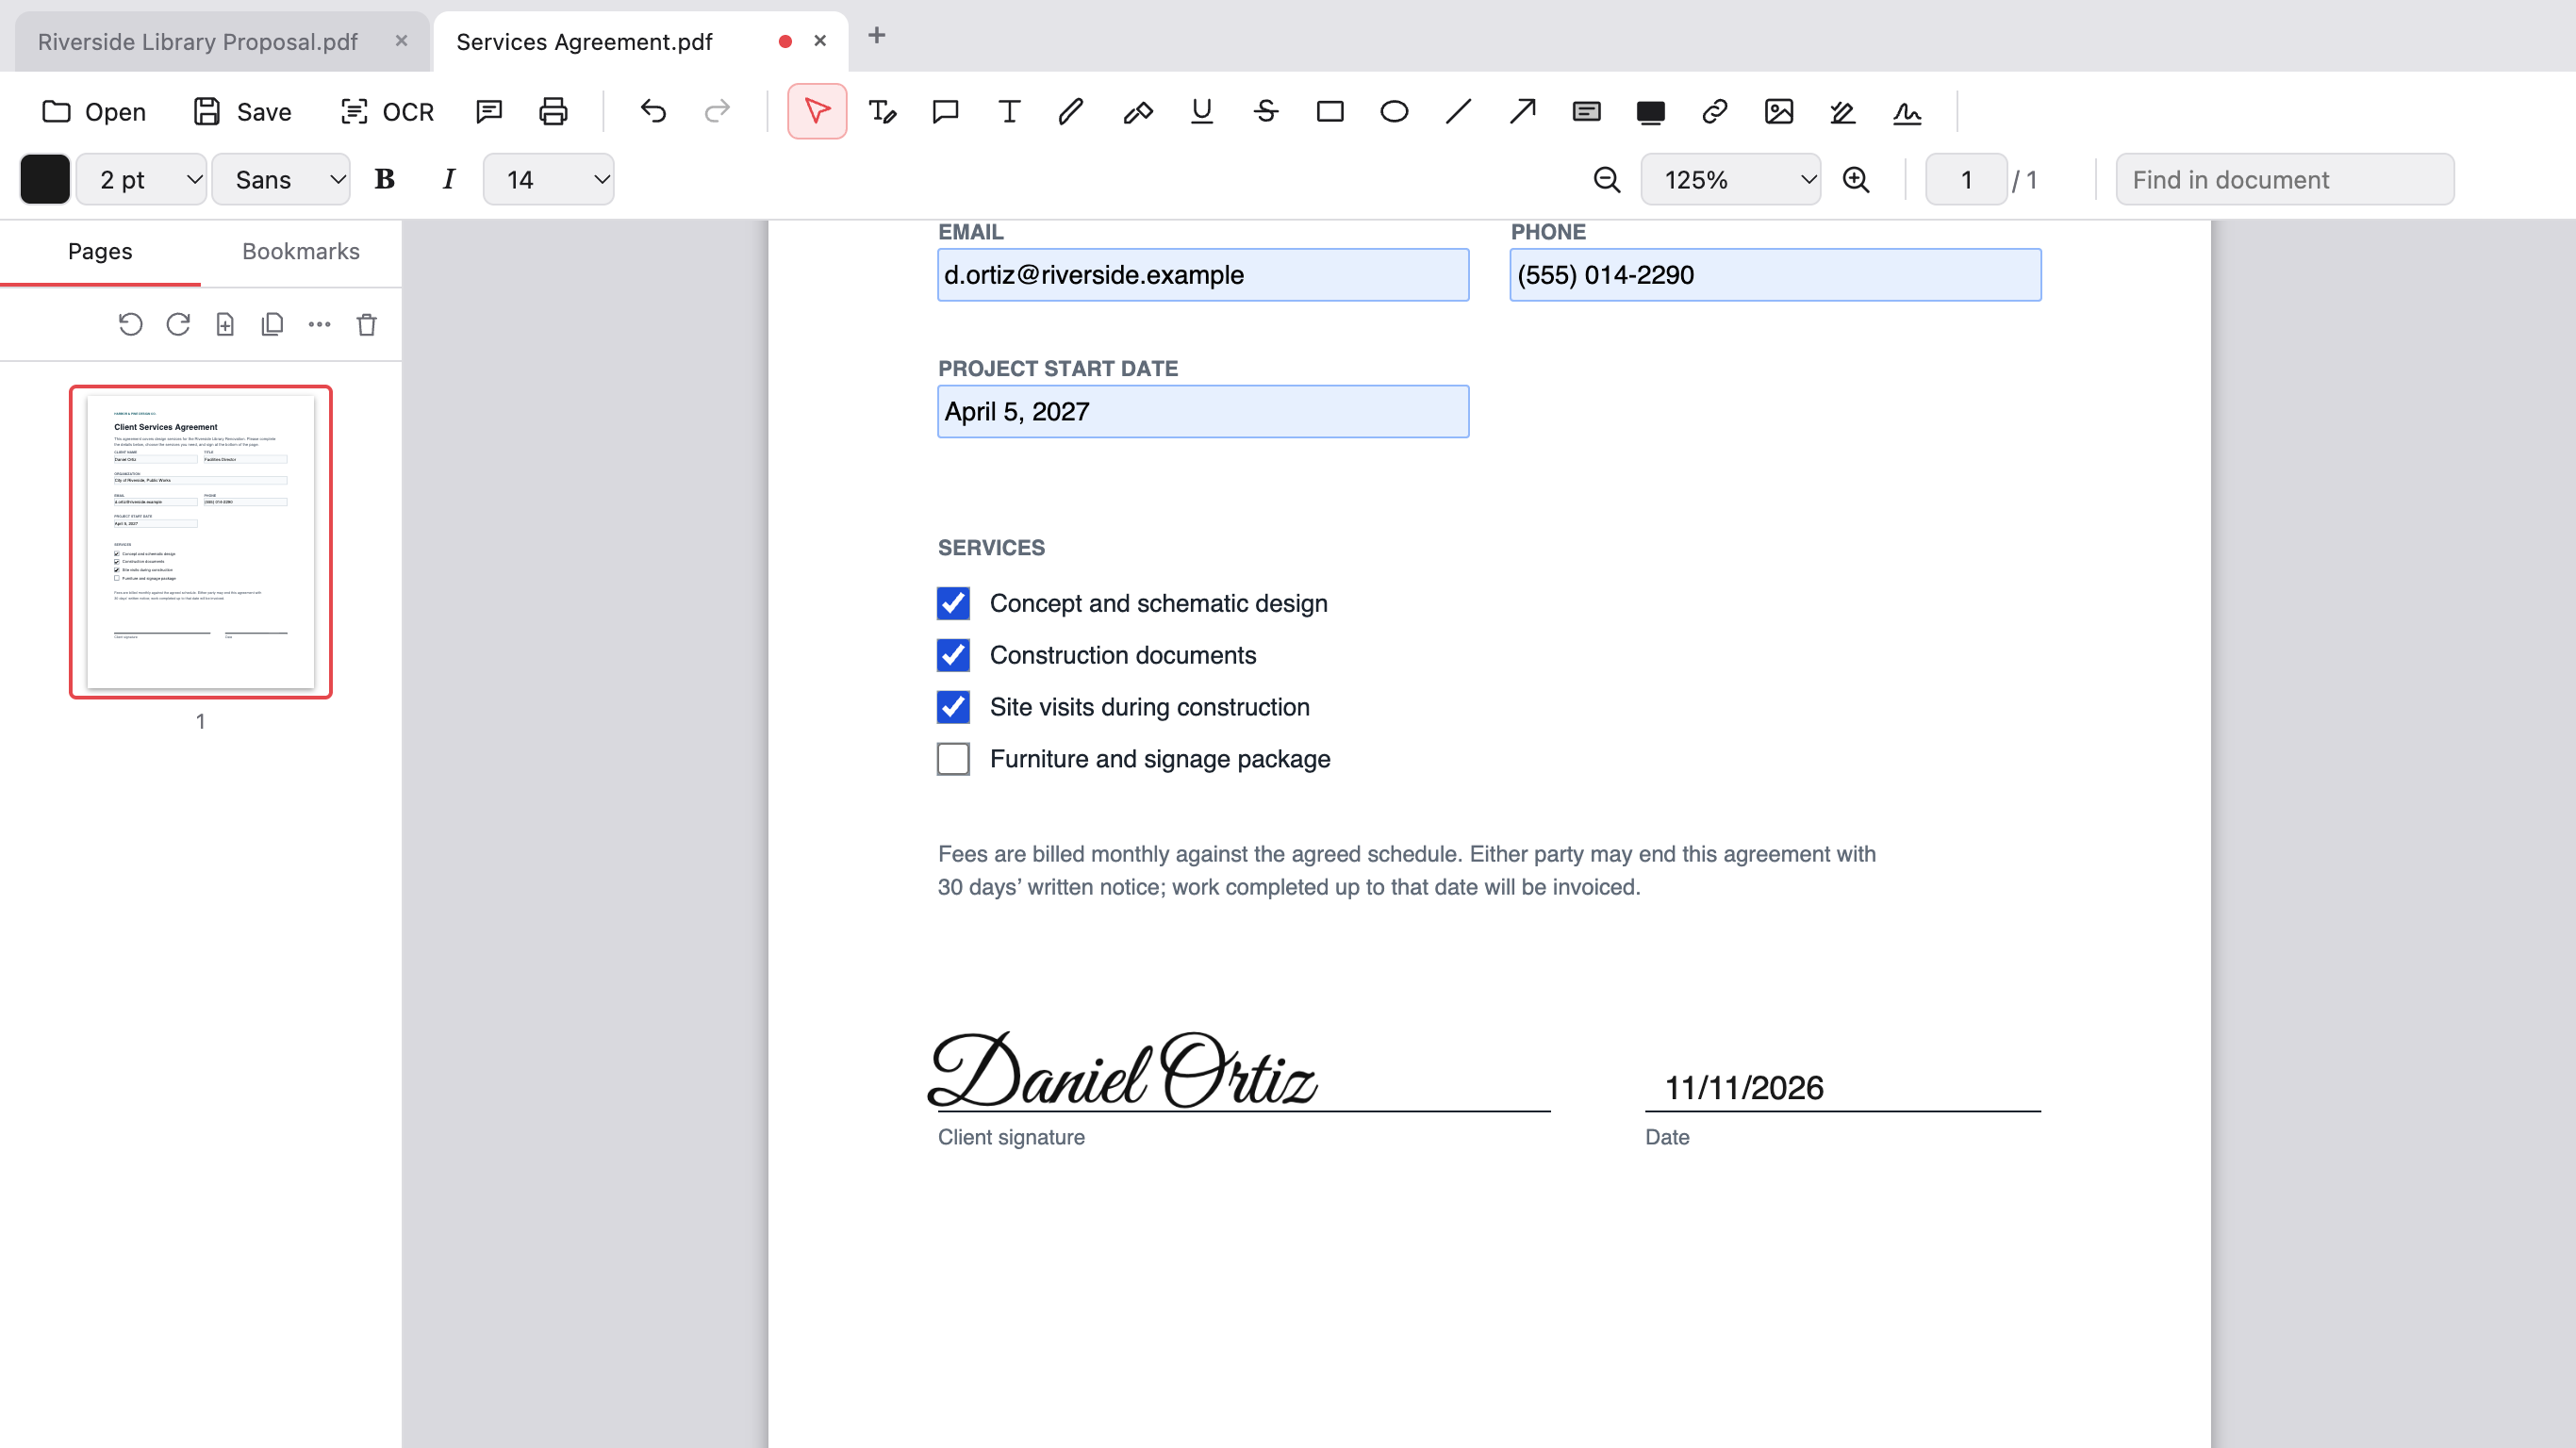 Riverside Library Proposal.pdf
Services Agreement.pdf
Open
Save
OCR
2 pt
Sans
B
I
14
125%
1
/ 1
Find in document
Pages
Bookmarks
Client Services Agreement
1
EMAIL
PHONE
d.ortiz@riverside.example
(555) 014-2290
PROJECT START DATE
April 5, 2027
SERVICES
Concept and schematic design
Construction documents
Site visits during construction
Furniture and signage package
Fees are billed monthly against the agreed schedule. Either party may end this agreement with
30 days’ written notice; work completed up to that date will be invoiced.
Daniel Ortiz
11/11/2026
Client signature
Date